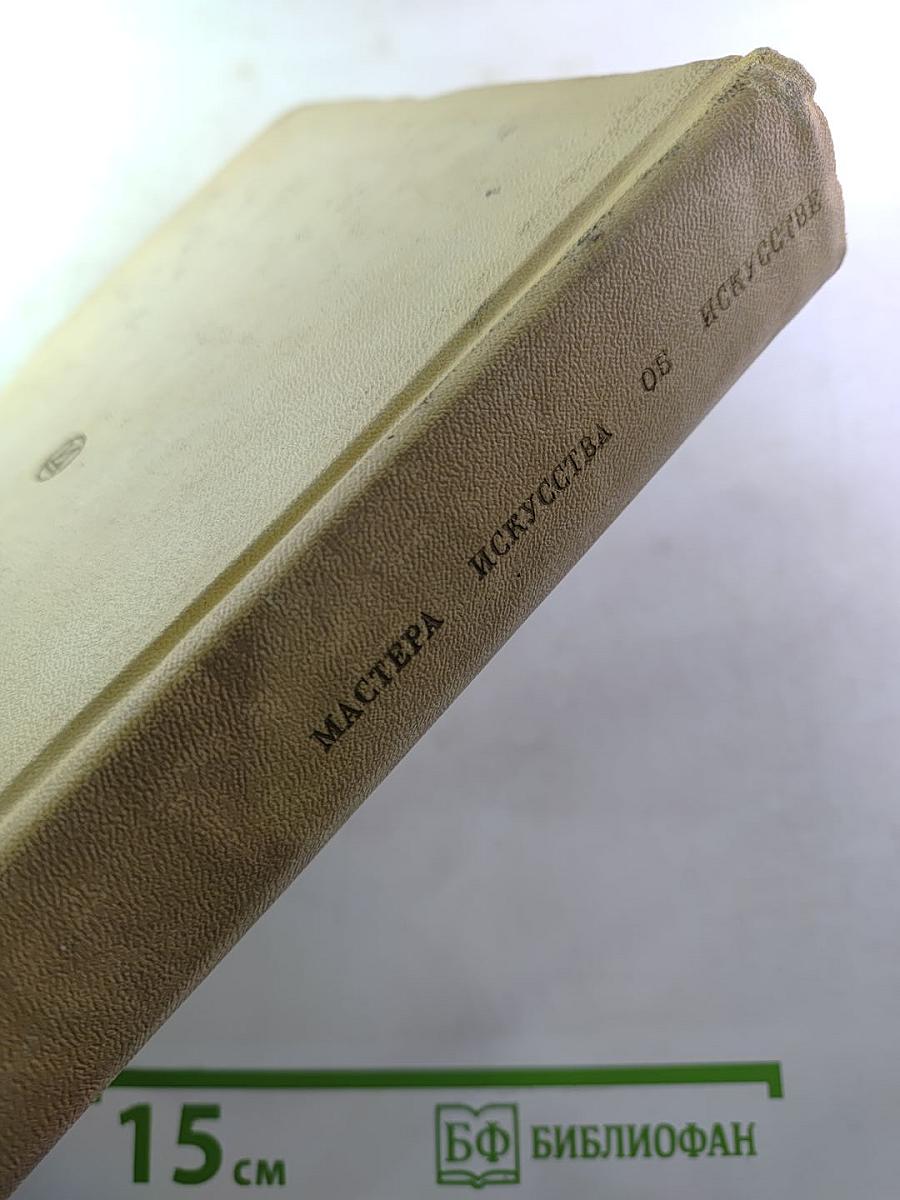 МАСТЕРА ИСКУССТВА ОБ ИСКУССТВЕ
15 см
БФ БИБЛИОФАН